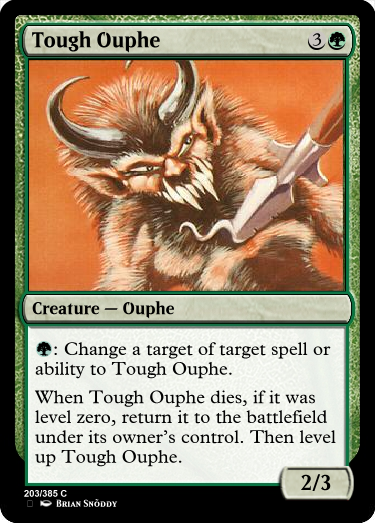 Tough Ouphe 3
Creature — Ouphe
: Change a target of target spell or
ability to Tough Ouphe.
When Tough Ouphe dies, if it was
level zero, return it to the battlefield
under its owner's control. Then level
up Tough Ouphe.
2/3
203/385 C
Brian Snöddy